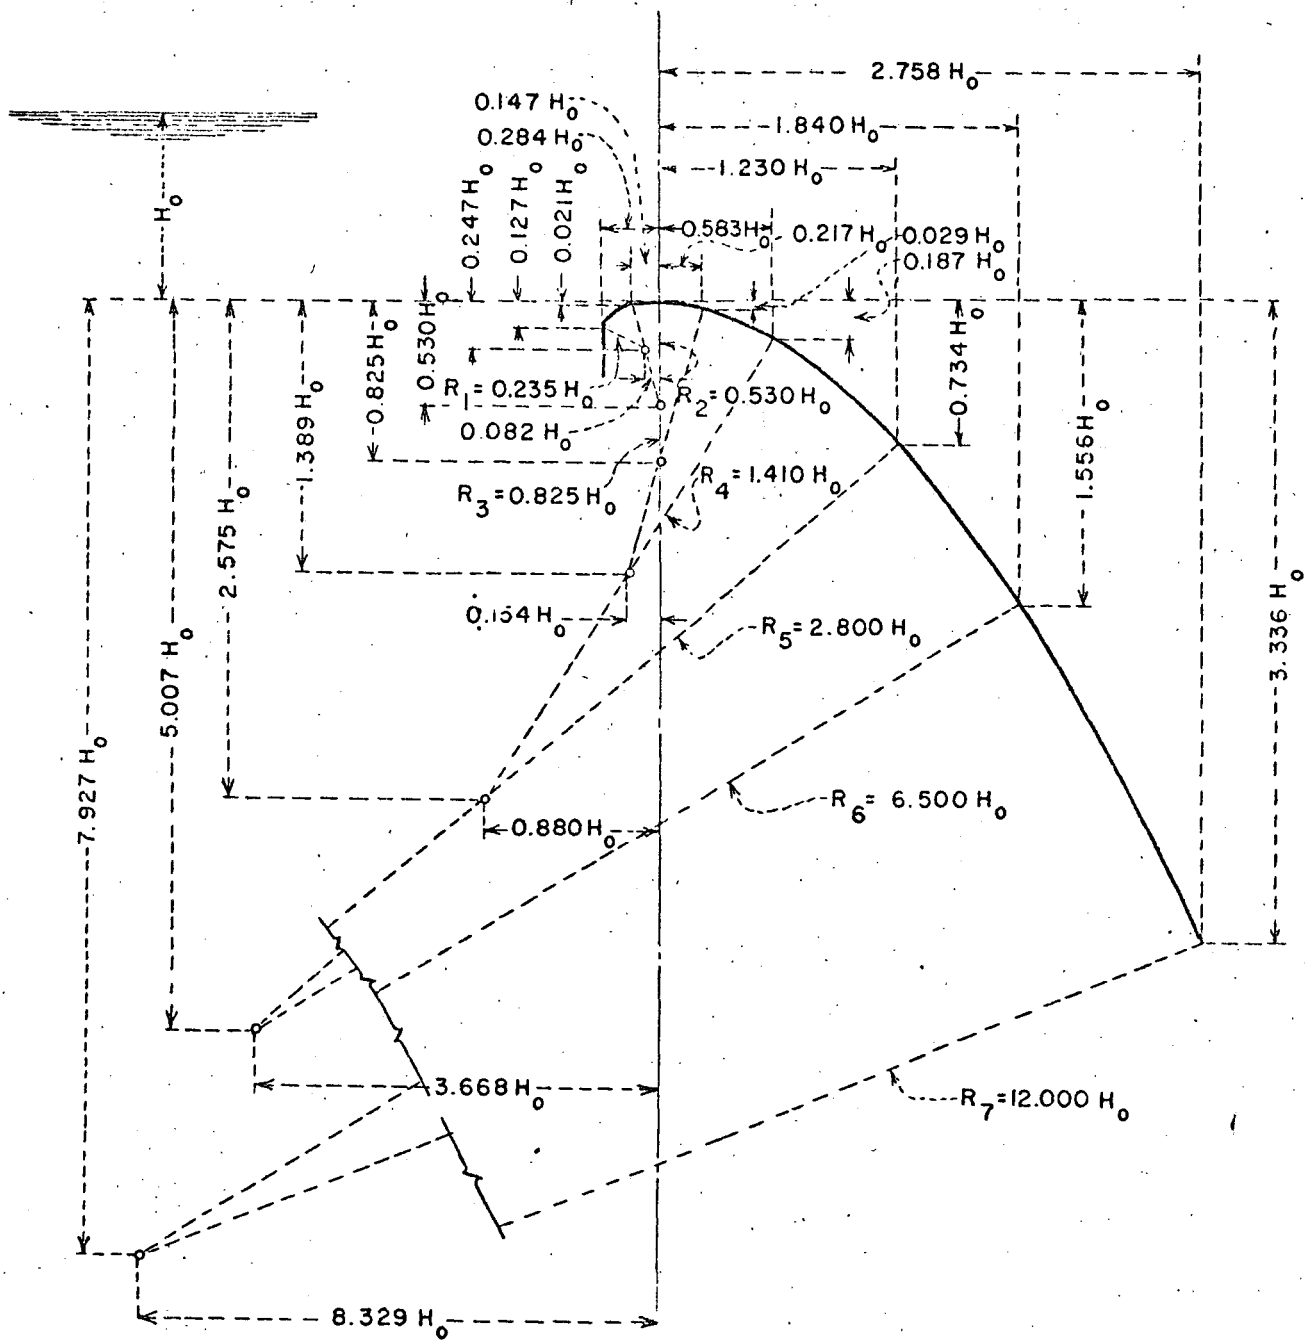 2.758 H₀
0.147 H₀
1.840 H₀
0.284 H₀
1.230 H₀
0.247 H₀
0.127 H₀
0.021 H₀
H₀
0.583 H₀
0.217 H₀
0.029 H₀
0.187 H₀
0.530 H₀
0.825 H₀
1.389 H₀
0.734 H₀
R₁ = 0.235 H₀
R₂ = 0.530 H₀
0.082 H₀
1.556 H₀
R₃ = 0.825 H₀
R₄ = 1.410 H₀
2.575 H₀
0.154 H₀
R₅ = 2.800 H₀
3.336 H₀
5.007 H₀
7.927 H₀
R₆ = 6.500 H₀
0.880 H₀
3.668 H₀
R₇ = 12.000 H₀
8.329 H₀